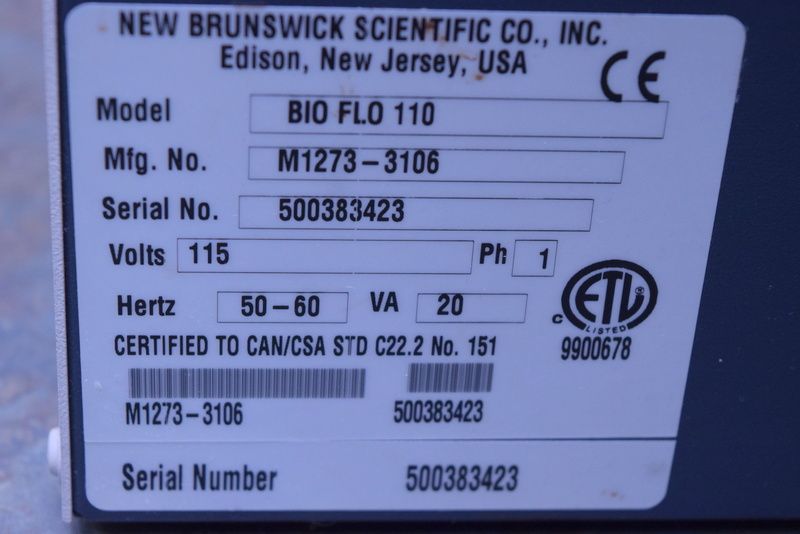 NEW BRUNSWICK SCIENTIFIC CO., INC.
Edison, New Jersey, USA
CE
Model BIO FLO 110
Mfg. No. M1273-3106
Serial No. 500383423
Volts 115 Ph 1
Hertz 50-60 VA 20
C ETL ® LISTED
CERTIFIED TO CAN/CSA STD C22.2 No. 151 9900678
M1273-3106 500383423
Serial Number 500383423